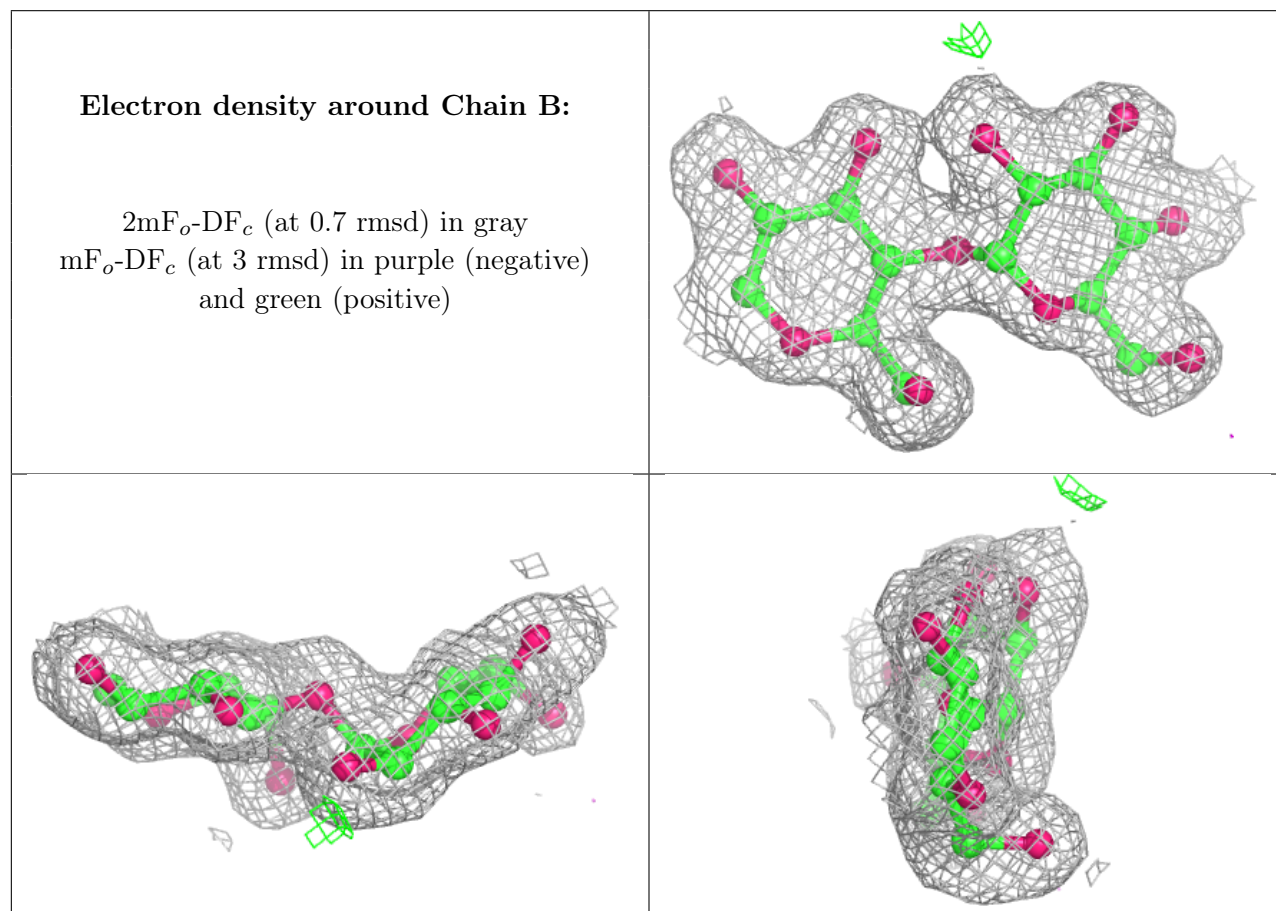 Electron density around Chain B:
2mFo-DFc (at 0.7 rmsd) in gray
mFo-DFc (at 3 rmsd) in purple (negative)
and green (positive)